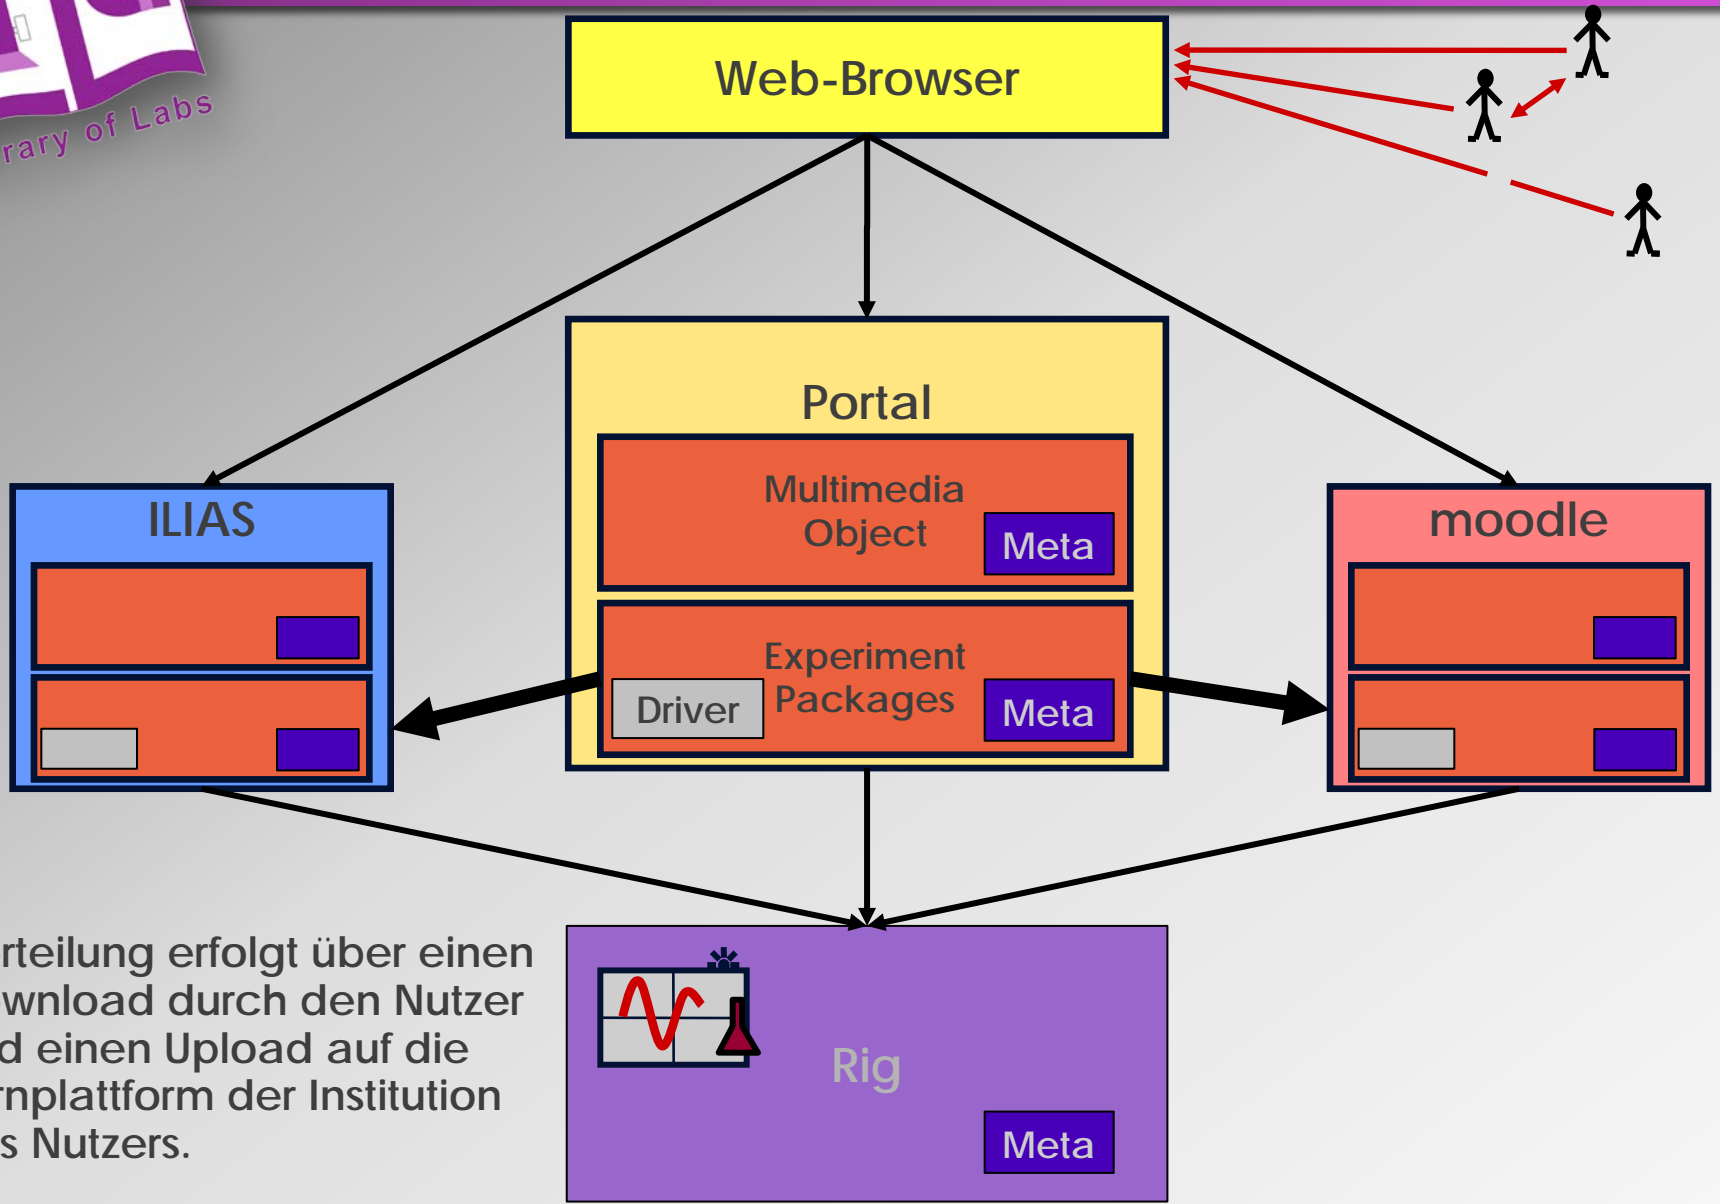 rary of Labs
Web-Browser
Portal
Multimedia
Object
Meta
ILIAS
moodle
Experiment
Packages
Driver
Meta
rteilung erfolgt über einen
wnload durch den Nutzer
d einen Upload auf die
rnplattform der Institution
s Nutzers.
Rig
Meta